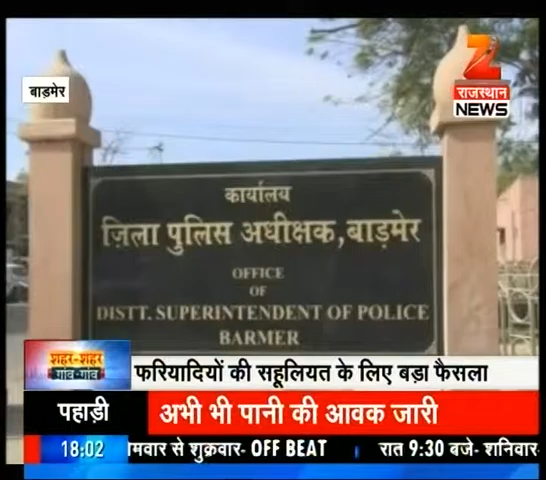 बाड़मेर
राजस्थान
NEWS
कार्यालय
ज़िला पुलिस अधीक्षक,बाड़मेर
OFFICE
OF
DISTT. SUPERINTENDENT OF POLICE
BARMER
शहर-शहर
गांव-गांव
फरियादियों की सहूलियत के लिए बड़ा फैसला
पहाड़ी
अभी भी पानी की आवक जारी
18:02
मवार से शुक्रवार- OFF BEAT
रात 9:30 बजे- शनिवार-